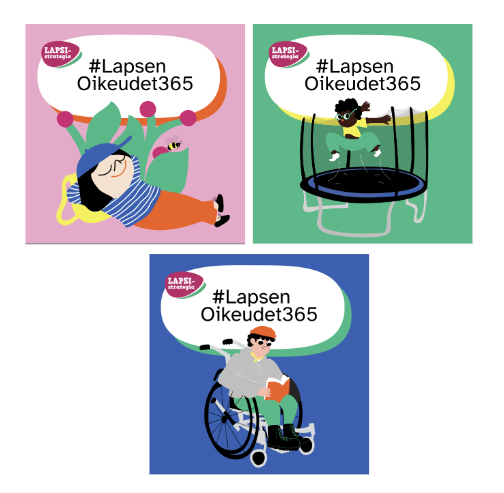 LAPSI-
strategia
#Lapsen
Oikeudet365
LAPSI-
strategia
#Lapsen
Oikeudet365
LAPSI-
strategia
#Lapsen
Oikeudet365